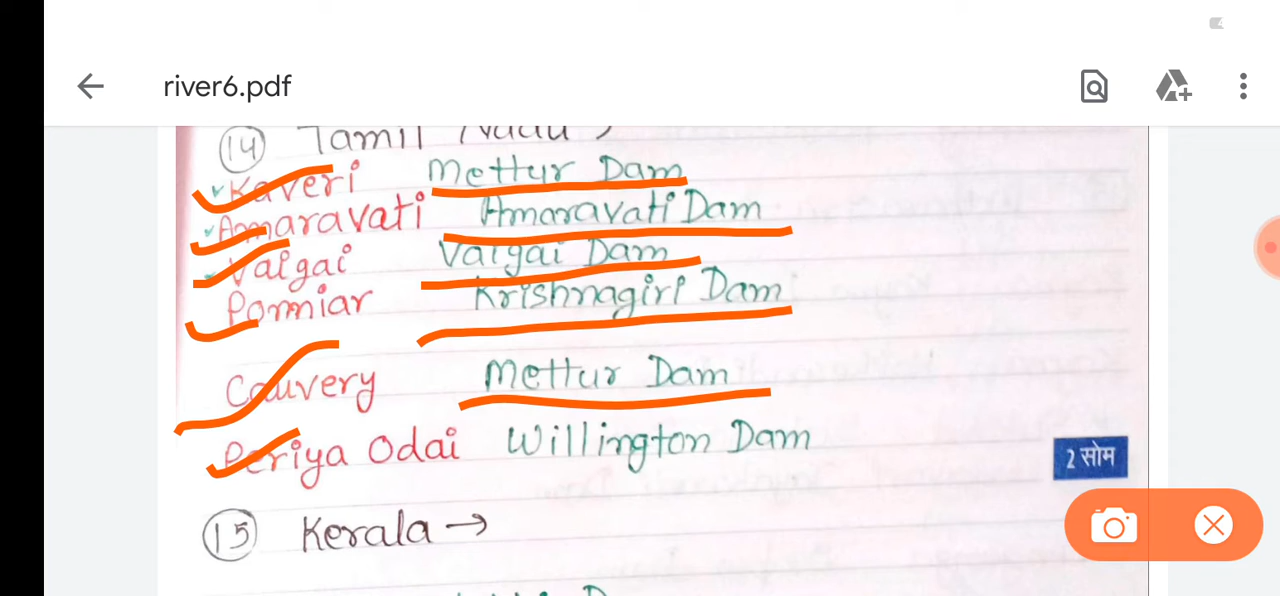 river6.pdf
14 Tamil Nadu
Kaveri Mettur Dam
Amaravati Amaravati Dam
Vaigai Vaigai Dam
Ponniar Krishnagiri Dam
Cauvery Mettur Dam
Periya Odai Willington Dam
2 सोम
15 Kerala →